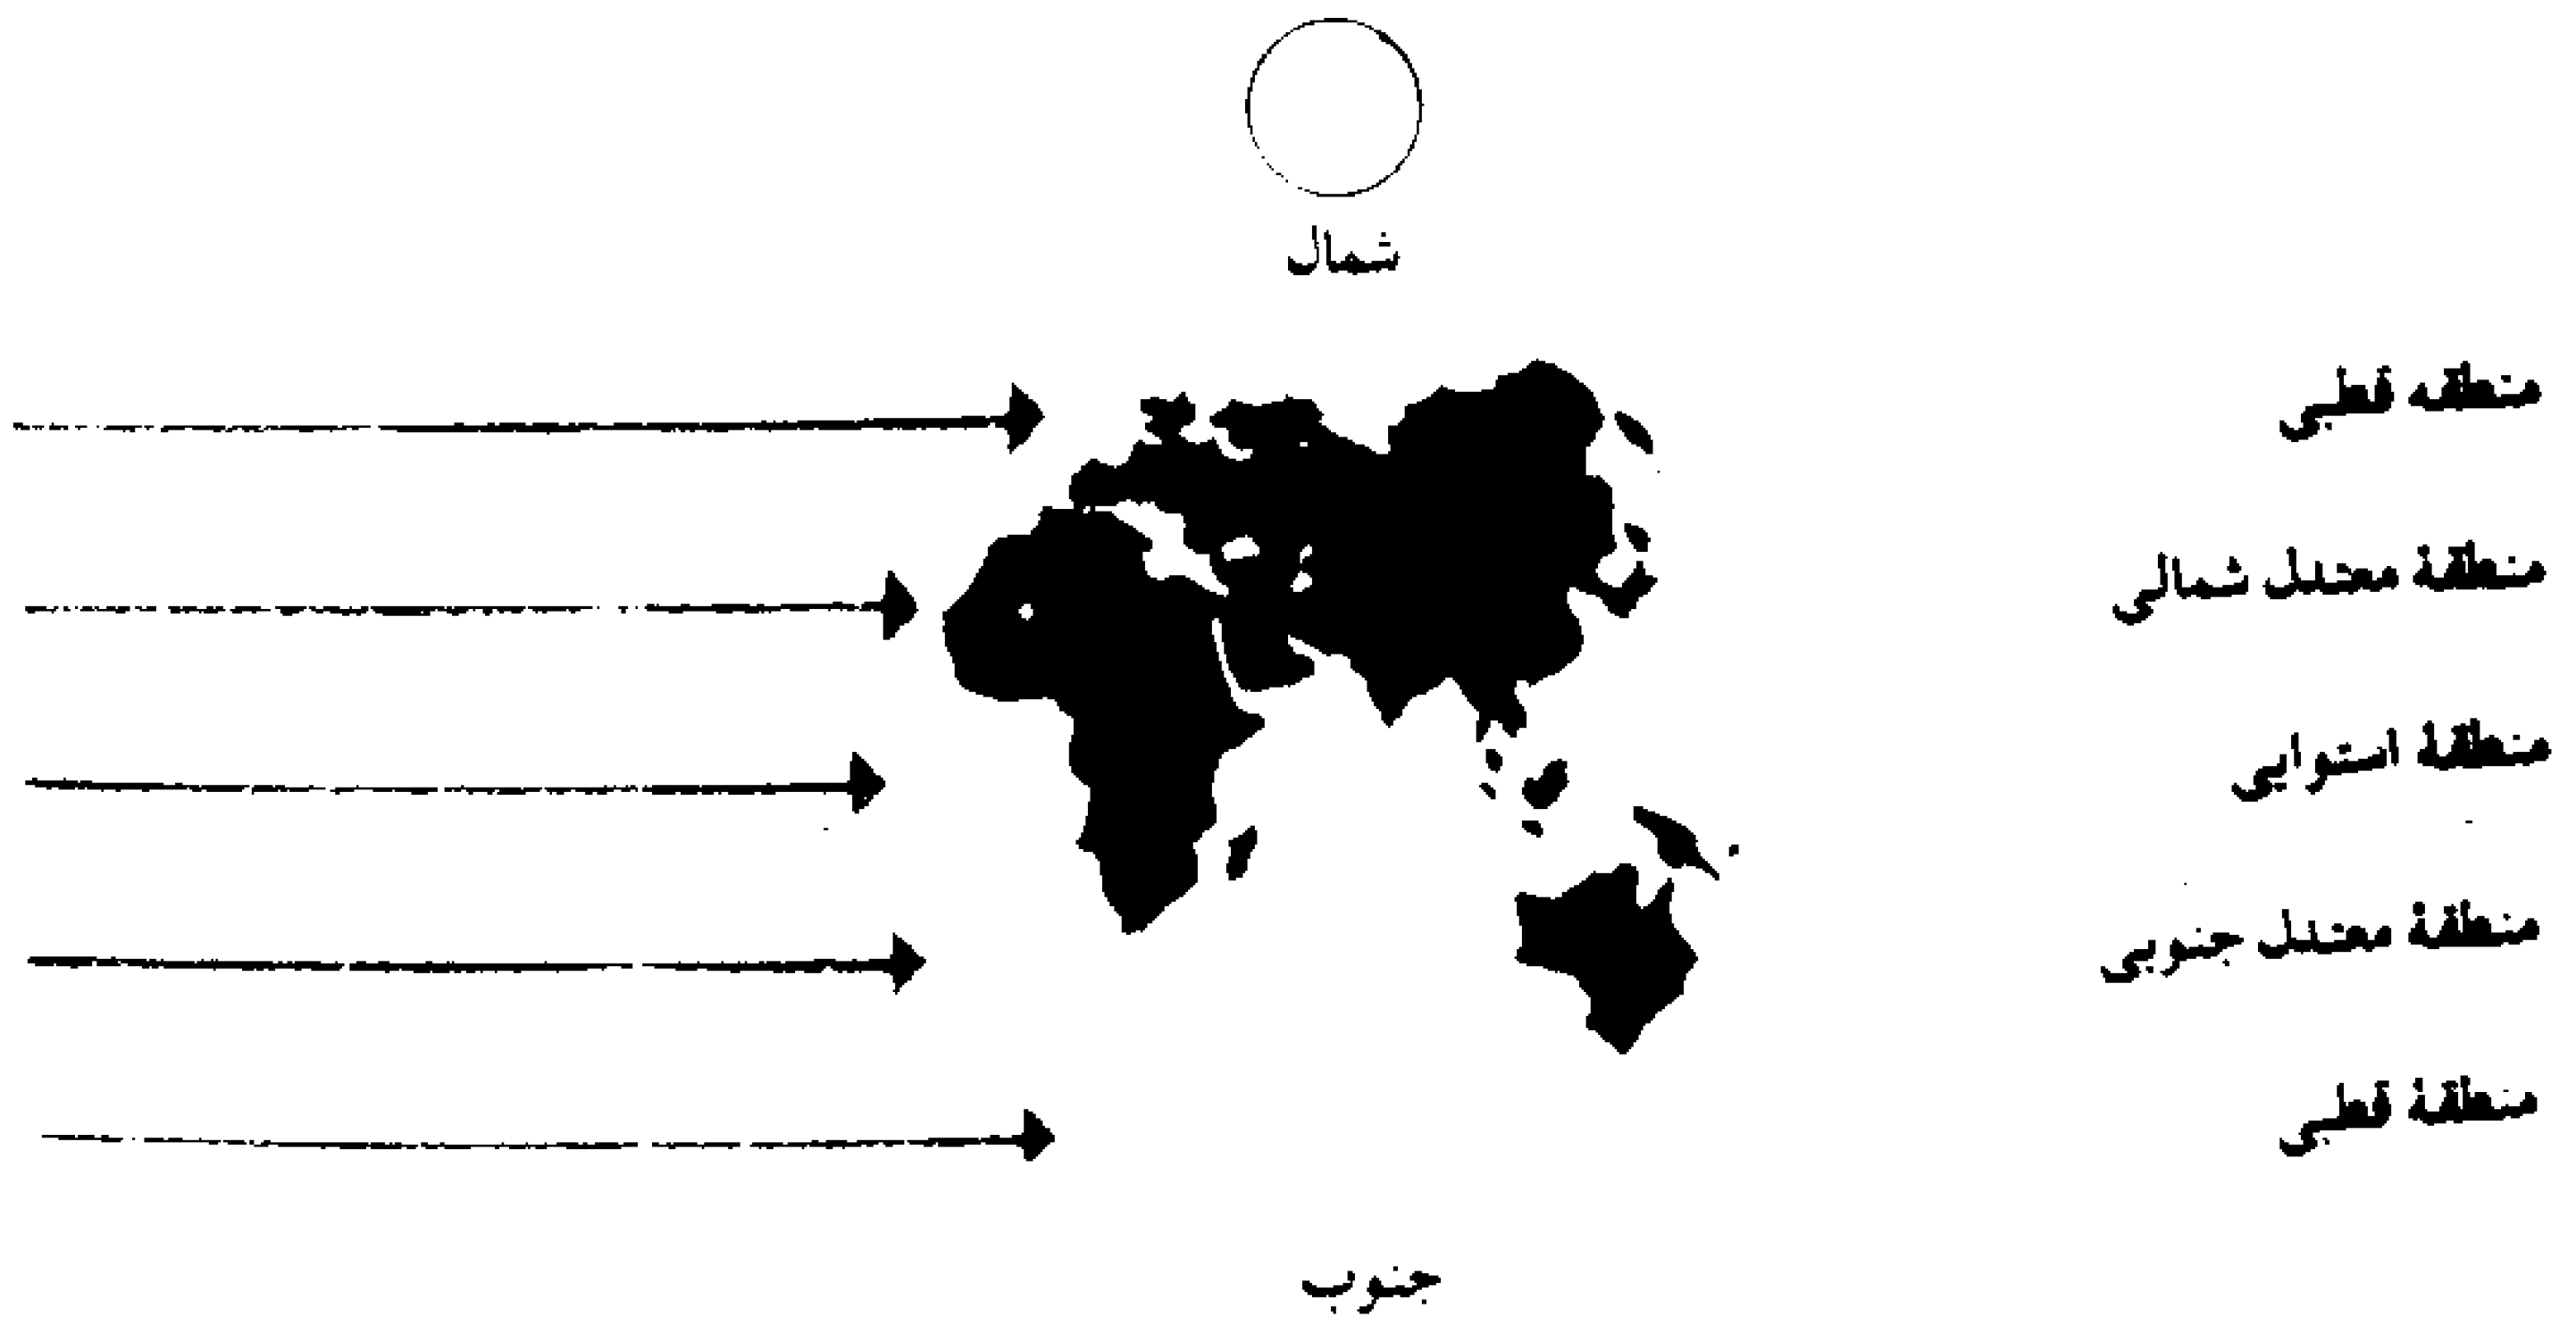 شمال
منطقه قطبی
منطقهٔ معتدل شمالی
منطقهٔ استوایی
منطقهٔ معتدل جنوبی
منطقهٔ قطبی
جنوب